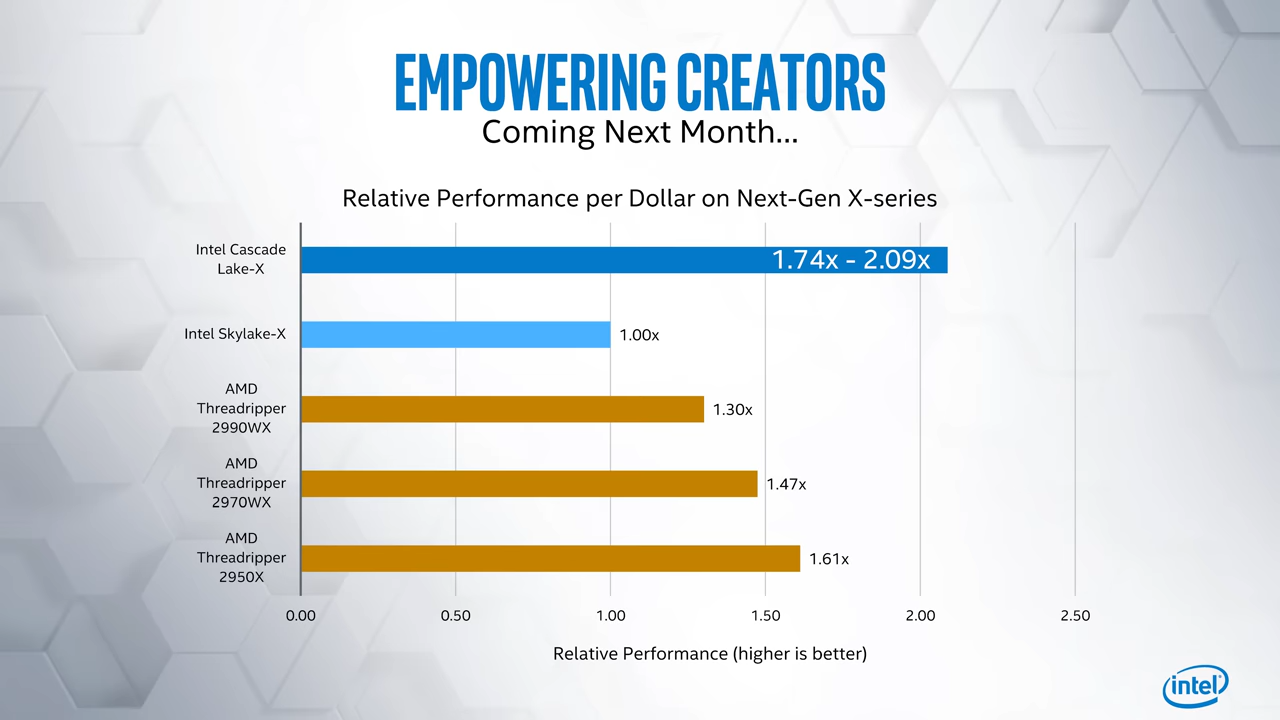 EMPOWERING CREATORS
Coming Next Month...
Relative Performance per Dollar on Next-Gen X-series
Intel Cascade
Lake-X
1.74x - 2.09x
Intel Skylake-X
1.00x
AMD
Threadripper
2990WX
1.30x
AMD
Threadripper
2970WX
1.47x
AMD
Threadripper
2950X
1.61x
0.00
0.50
1.00
1.50
2.00
2.50
Relative Performance (higher is better)
intel